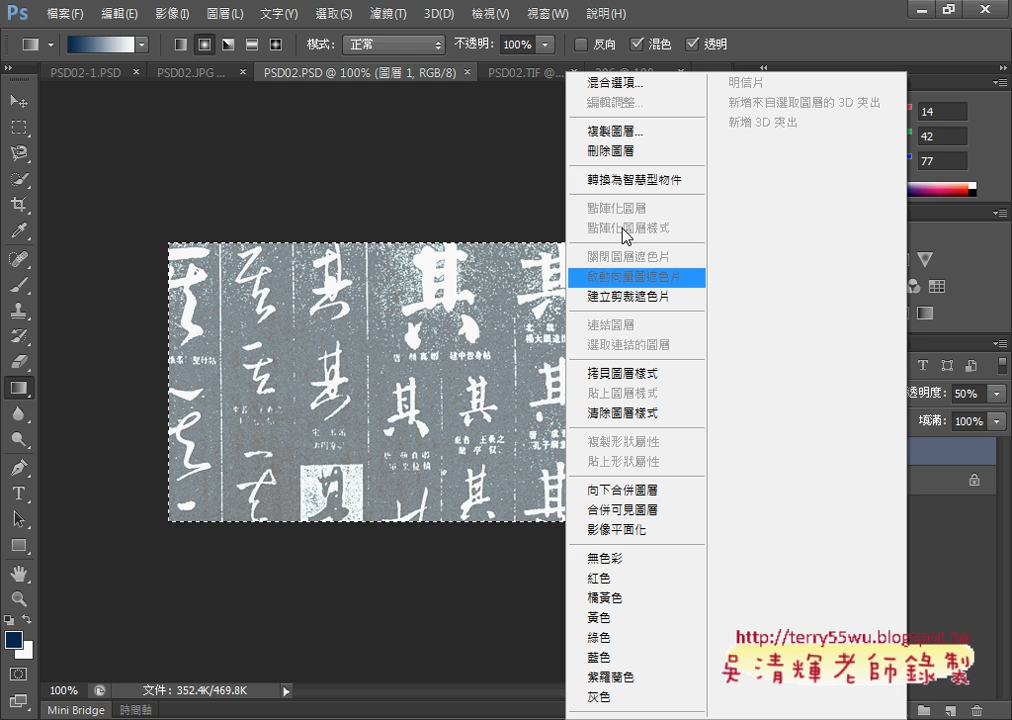 Ps 檔案(F) 編輯(E) 影像(I) 圖層(L) 文字(Y) 選取(S) 濾鏡(T) 3D(D) 檢視(V) 視窗(W) 說明(H)
模式: 正常 不透明: 100% 反向 混色 透明
PSD02-1.PSD × PSD02.JPG ... × PSD02.PSD @ 100% (圖層 1, RGB/8) × PSD02.TIF @...
混合選項...
編輯調整...
複製圖層...
刪除圖層
轉換為智慧型物件
點陣化圖層
點陣化圖層樣式
關閉圖層遮色片
啟動向量圖遮色片
建立剪裁遮色片
連結圖層
選取連結的圖層
拷貝圖層樣式
貼上圖層樣式
清除圖層樣式
複製形狀屬性
貼上形狀屬性
向下合併圖層
合併可見圖層
影像平面化
無色彩
紅色
橘黃色
黃色
綠色
藍色
紫羅蘭色
灰色
明信片
新增來自選取圖層的 3D 突出
新增 3D 突出
14
42
77
透明度: 50%
填滿: 100%
其
其
其
其
其
100% 文件: 352.4K/469.8K
Mini Bridge 時間軸
http://terry55wu.blogspot.tw
吳清輝老師錄製